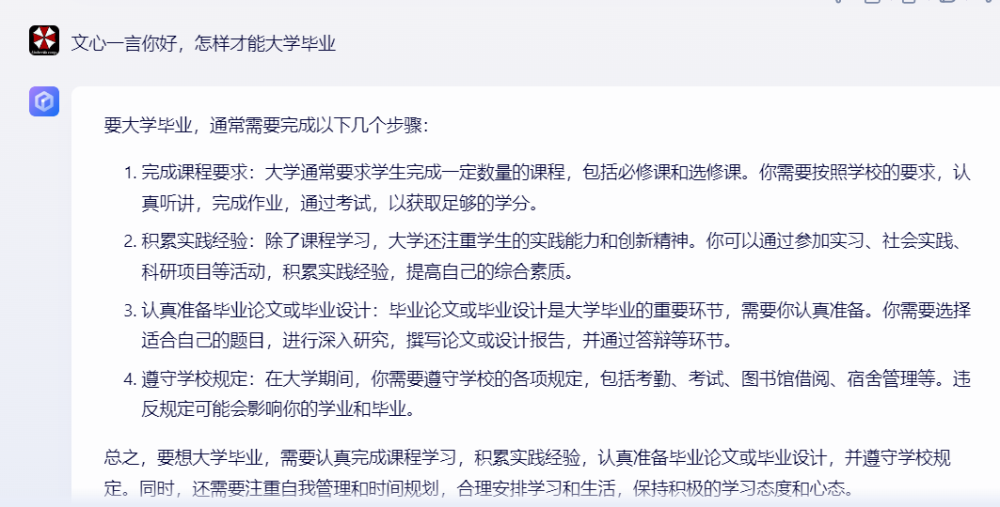 文心一言你好，怎样才能大学毕业
要大学毕业，通常需要完成以下几个步骤：
1. 完成课程要求：大学通常要求学生完成一定数量的课程，包括必修课和选修课。你需要按照学校的要求，认
真听讲，完成作业，通过考试，以获取足够的学分。
2. 积累实践经验：除了课程学习，大学还注重学生的实践能力和创新精神。你可以通过参加实习、社会实践、
科研项目等活动，积累实践经验，提高自己的综合素质。
3. 认真准备毕业论文或毕业设计：毕业论文或毕业设计是大学毕业的重要环节，需要你认真准备。你需要选择
适合自己的题目，进行深入研究，撰写论文或设计报告，并通过答辩等环节。
4. 遵守学校规定：在大学期间，你需要遵守学校的各项规定，包括考勤、考试、图书馆借阅、宿舍管理等。违
反规定可能会影响你的学业和毕业。
总之，要想大学毕业，需要认真完成课程学习，积累实践经验，认真准备毕业论文或毕业设计，并遵守学校规
定。同时，还需要注重自我管理和时间规划，合理安排学习和生活，保持积极的学习态度和心态。